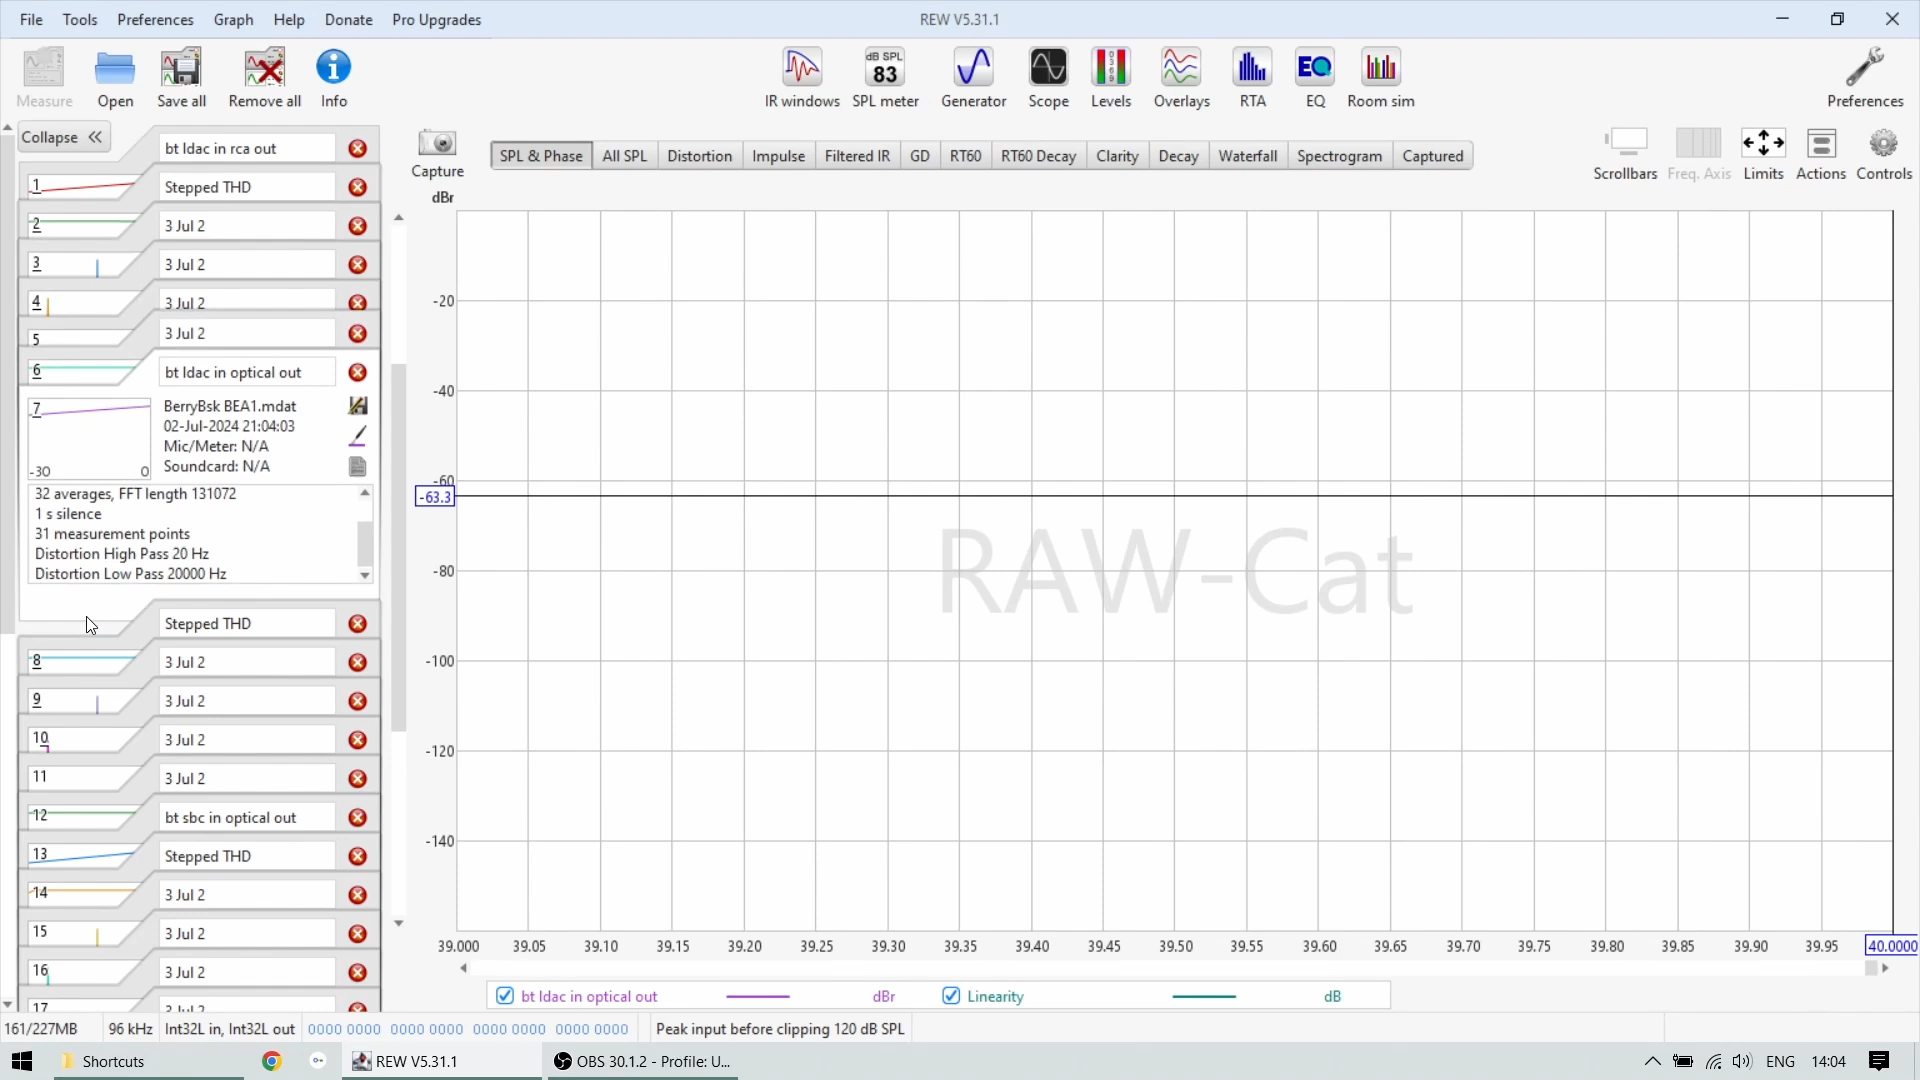 File Tools Preferences Graph Help Donate Pro Upgrades
REW V5.31.1
Measure Open Save all Remove all Info
dB SPL
83
EQ
IR windows SPL meter Generator Scope Levels Overlays RTA EQ Room sim
Preferences
Collapse
Capture
SPL & Phase All SPL Distortion Impulse Filtered IR GD RT60 RT60 Decay Clarity Decay Waterfall Spectrogram Captured
Scrollbars Freq. Axis Limits Actions Controls
bt ldac in rca out
1 Stepped THD
2 3 Jul 2
3 3 Jul 2
4 3 Jul 2
5 3 Jul 2
6 bt ldac in optical out
7
-30 0
BerryBsk BEA1.mdat
02-Jul-2024 21:04:03
Mic/Meter: N/A
Soundcard: N/A
32 averages, FFT length 131072
1 s silence
31 measurement points
Distortion High Pass 20 Hz
Distortion Low Pass 20000 Hz
Stepped THD
8 3 Jul 2
9 3 Jul 2
10 3 Jul 2
11 3 Jul 2
12 bt sbc in optical out
13 Stepped THD
14 3 Jul 2
15 3 Jul 2
16 3 Jul 2
17 3 Jul 2
dBr
-20
-40
-60
-63.3
-80
-100
-120
-140
RAW-Cat
39.000 39.05 39.10 39.15 39.20 39.25 39.30 39.35 39.40 39.45 39.50 39.55 39.60 39.65 39.70 39.75 39.80 39.85 39.90 39.95 40.0000
bt ldac in optical out dBr Linearity dB
161/227MB 96 kHz Int32L in, Int32L out 0000 0000 0000 0000 0000 0000 0000 0000 Peak input before clipping 120 dB SPL
Shortcuts REW V5.31.1 OBS 30.1.2 - Profile: U... ENG 14:04